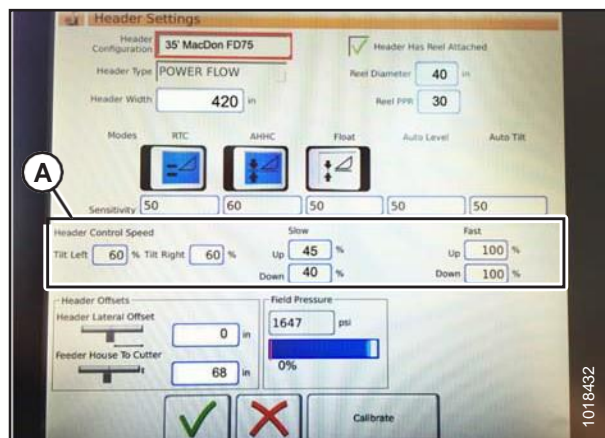 Header Settings
Header Configuration 35' MacDon FD75
Header Has Reel Attached
Header Type POWER FLOW
Reel Diameter 40 in
Header Width 420 in
Reel PPR 30
Modes RTC AHHC Float Auto Level Auto Tilt
A
Sensitivity 50 60 50 50 50
Header Control Speed Slow Fast
Tilt Left 60 % Tilt Right 60 % Up 45 % Up 100 %
Down 40 % Down 100 %
Header Offsets Field Pressure
Header Lateral Offset
0 in
1647 psi
Feeder House To Cutter
68 in
0%
Calibrate
1018432